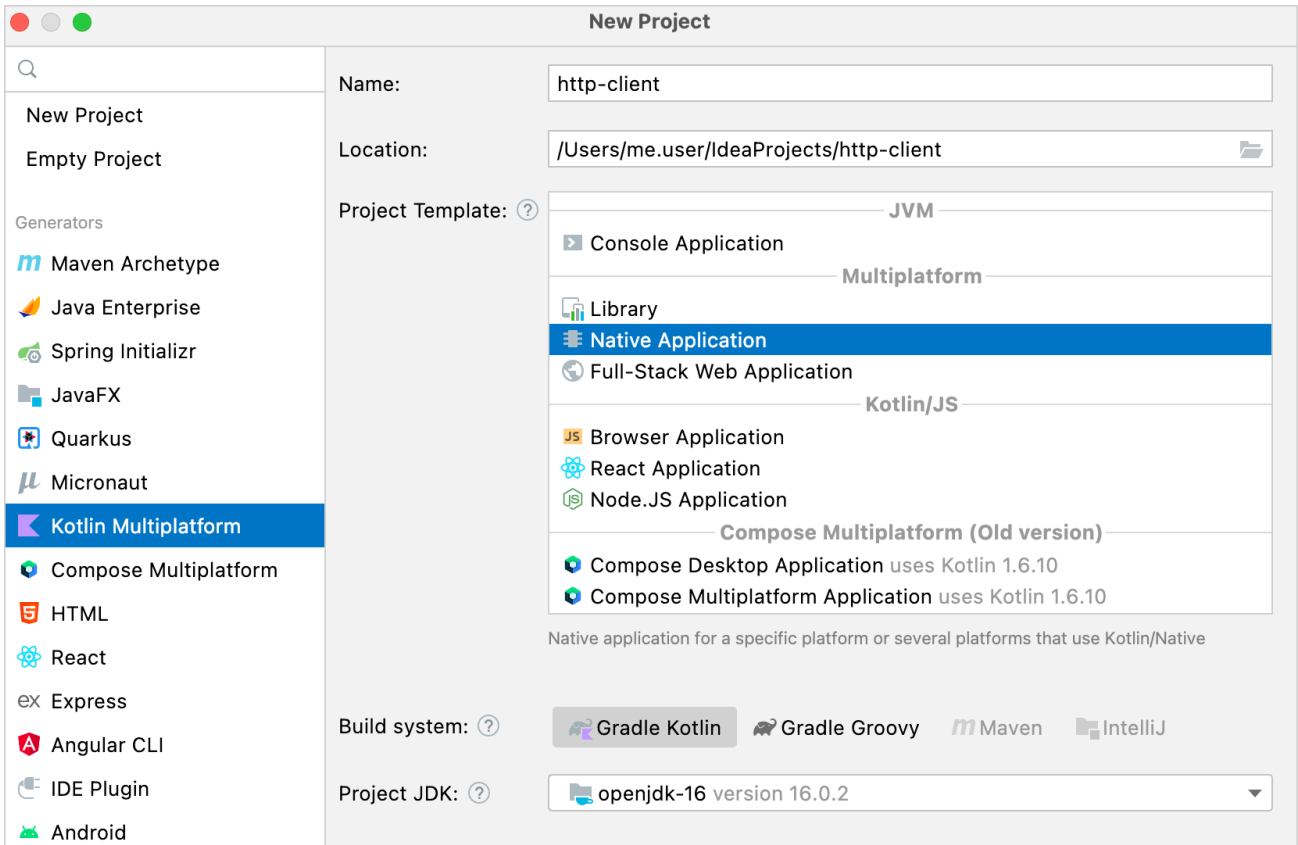 New Project
New Project
Empty Project
Generators
Maven Archetype
Java Enterprise
Spring Initializr
JavaFX
Quarkus
μ Micronaut
Kotlin Multiplatform
Compose Multiplatform
5 HTML
React
ex Express
A Angular CLI
IDE Plugin
Android
Name: http-client
Location: /Users/me.user/IdeaProjects/http-client
Project Template: ?
JVM
Console Application
Multiplatform
Library
Native Application
Full-Stack Web Application
Kotlin/JS
JS Browser Application
React Application
JS Node.JS Application
Compose Multiplatform (Old version)
Compose Desktop Application uses Kotlin 1.6.10
Compose Multiplatform Application uses Kotlin 1.6.10
Native application for a specific platform or several platforms that use Kotlin/Native
Build system: ? Gradle Kotlin Gradle Groovy m Maven IntelliJ
Project JDK: ? openjdk-16 version 16.0.2